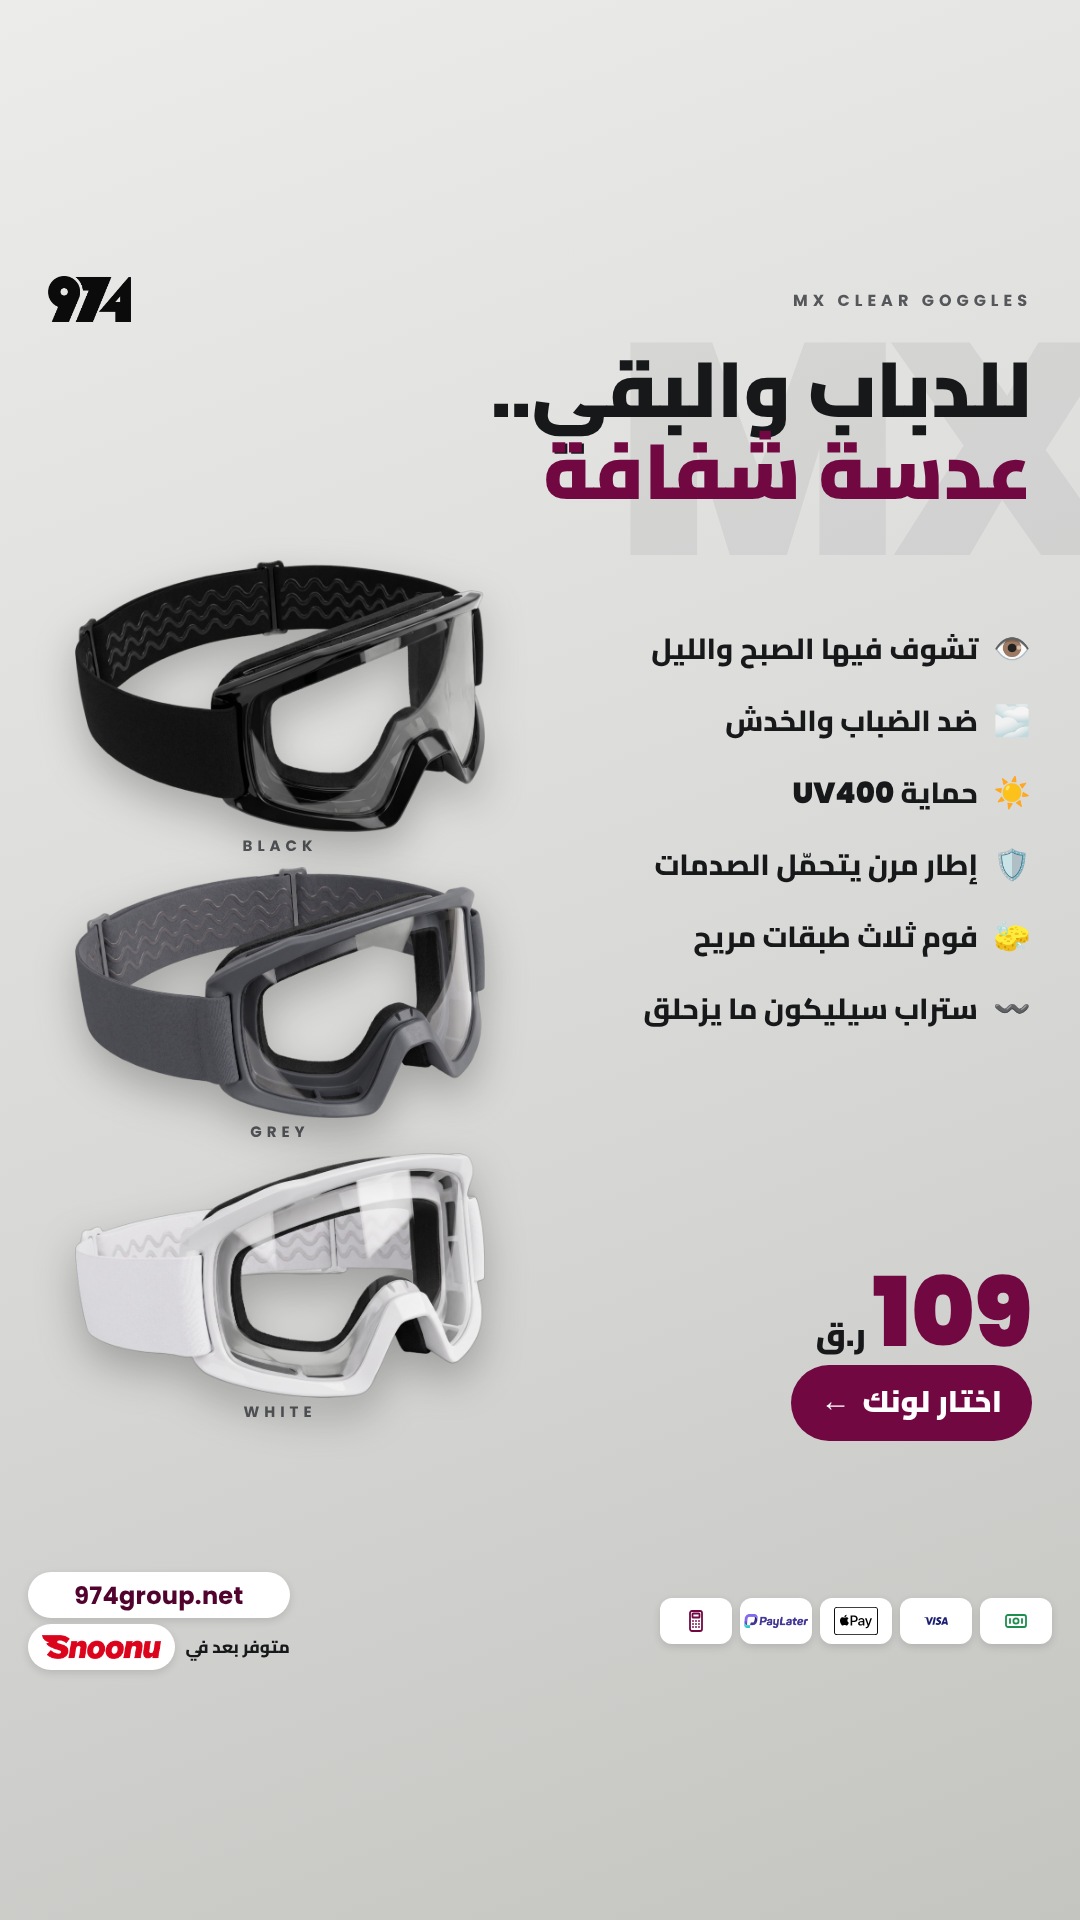 974
MX CLEAR GOGGLES
MX
للدباب والبقي..
عدسة شفافة
تشوف فيها الصبح والليل
ضد الضباب والخدش
حماية UV400
إطار مرن يتحمّل الصدمات
فوم ثلاث طبقات مريح
ستراب سيليكون ما يزحلق
BLACK
GREY
WHITE
109 ر.ق
اختار لونك ←
974group.net
متوفر بعد في Snoonu
PayLater
Pay
VISA